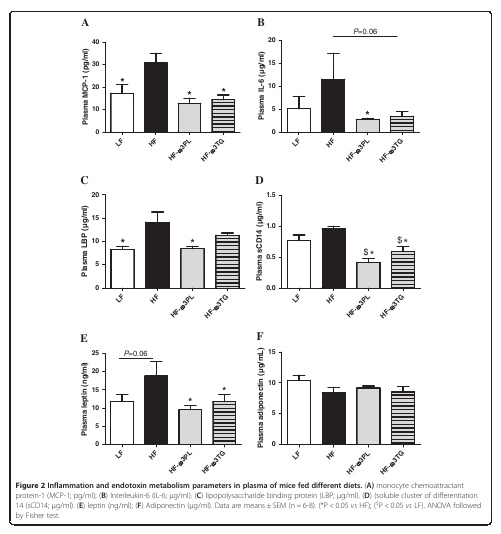 A
B
P=0.06
Plasma MCP-1 (pg/ml)
40
30
20
10
0
*
*
*
LF
HF
HF-ω3PL
HF-ω3TG
Plasma IL-6 (µg/ml)
20
15
10
5
0
*
LF
HF
HF-ω3PL
HF-ω3TG
C
D
Plasma LBP (µg/ml)
20
15
10
5
0
*
*
LF
HF
HF-ω3PL
HF-ω3TG
Plasma sCD14 (µg/ml)
1.5
1.0
0.5
0.0
$ *
$ *
LF
HF
HF-ω3PL
HF-ω3TG
E
F
Plasma leptin (ng/ml)
25
20
15
10
5
0
P=0.06
*
*
LF
HF
HF-ω3PL
HF-ω3TG
Plasma adiponectin (µg/mL)
15
10
5
0
LF
HF
HF-ω3PL
HF-ω3TG
Figure 2 Inflammation and endotoxin metabolism parameters in plasma of mice fed different diets. (A) monocyte chemoattractant
protein-1 (MCP-1; pg/ml); (B) Interleukin-6 (IL-6; µg/ml). (C) lipopolysaccharide binding protein (LBP; µg/ml). (D) (soluble cluster of differentiation
14 (sCD14; µg/ml). (E) leptin (ng/ml); (F) Adiponectin (µg/ml). Data are means ± SEM (n = 6-8). (*P < 0.05 vs HF); ($P < 0.05 vs LF). ANOVA followed
by Fisher test.